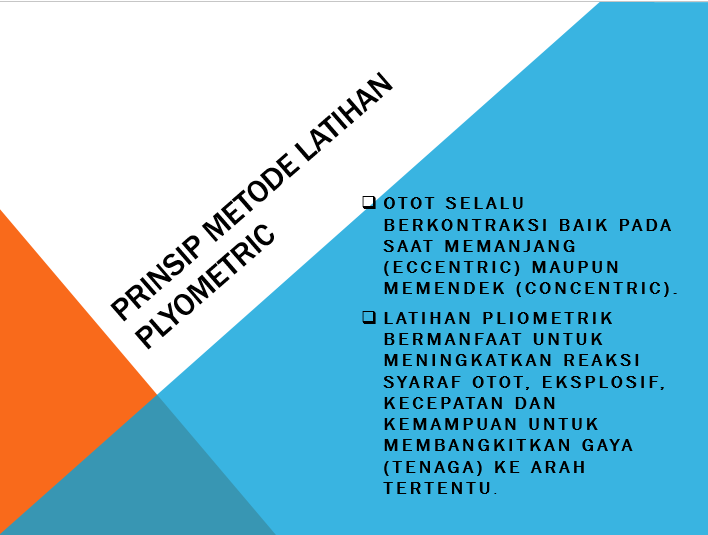 PRINSIP METODE LATIHAN
PLYOMETRIC
❑ OTOT SELALU
BERKONTRAKSI BAIK PADA
SAAT MEMANJANG
(ECCENTRIC) MAUPUN
MEMENDEK (CONCENTRIC).
❑ LATIHAN PLIOMETRIK
BERMANFAAT UNTUK
MENINGKATKAN REAKSI
SYARAF OTOT, EKSPLOSIF,
KECEPATAN DAN
KEMAMPUAN UNTUK
MEMBANGKITKAN GAYA
(TENAGA) KE ARAH
TERTENTU.